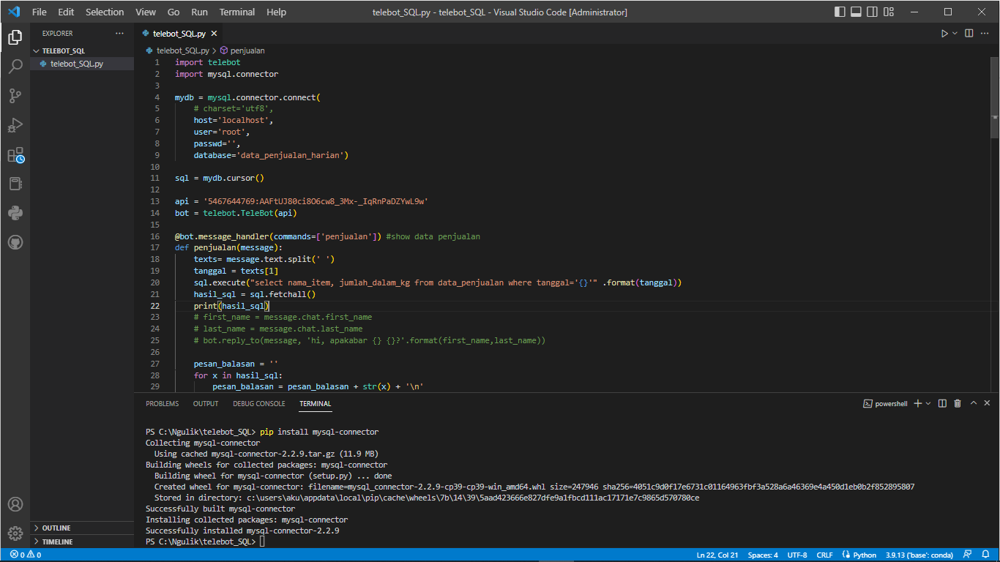 File Edit Selection View Go Run Terminal Help
telebot_SQL.py - telebot_SQL - Visual Studio Code [Administrator]
EXPLORER
TELEBOT_SQL
telebot_SQL.py
OUTLINE
TIMELINE
telebot_SQL.py
telebot_SQL.py > penjualan
1 import telebot
2 import mysql.connector
3
4 mydb = mysql.connector.connect(
5 # charset='utf8',
6 host='localhost',
7 user='root',
8 passwd='',
9 database='data_penjualan_harian')
10
11 sql = mydb.cursor()
12
13 api = '5467644769:AAFtUJ80ci8O6cw8_3Mx-_IqRnPaDZYwL9w'
14 bot = telebot.TeleBot(api)
15
16 @bot.message_handler(commands=['penjualan']) #show data penjualan
17 def penjualan(message):
18 texts= message.text.split(' ')
19 tanggal = texts[1]
20 sql.execute("select nama_item, jumlah_dalam_kg from data_penjualan where tanggal='{}'" .format(tanggal))
21 hasil_sql = sql.fetchall()
22 print(hasil_sql)
23 # first_name = message.chat.first_name
24 # last_name = message.chat.last_name
25 # bot.reply_to(message, 'hi, apakabar {} {}?'.format(first_name,last_name))
26
27 pesan_balasan = ''
28 for x in hasil_sql:
29 pesan_balasan = pesan_balasan + str(x) + '\n'
PROBLEMS OUTPUT DEBUG CONSOLE TERMINAL
powershell
PS C:\Ngulik\telebot_SQL> pip install mysql-connector
Collecting mysql-connector
Using cached mysql-connector-2.2.9.tar.gz (11.9 MB)
Building wheels for collected packages: mysql-connector
Building wheel for mysql-connector (setup.py) ... done
Created wheel for mysql-connector: filename=mysql_connector-2.2.9-cp39-cp39-win_amd64.whl size=247946 sha256=4051c9d0f17e6731c01164963fbf3a528a6a46369e4a450d1eb0b2f852895807
Stored in directory: c:\users\aku\appdata\local\pip\cache\wheels\7b\14\39\5aad423666e827dfe9a1fbcd111ac17171e7c9865d570780ce
Successfully built mysql-connector
Installing collected packages: mysql-connector
Successfully installed mysql-connector-2.2.9
PS C:\Ngulik\telebot_SQL>
0 0 Ln 22, Col 21 Spaces: 4 UTF-8 CRLF Python 3.9.13 ('base': conda)